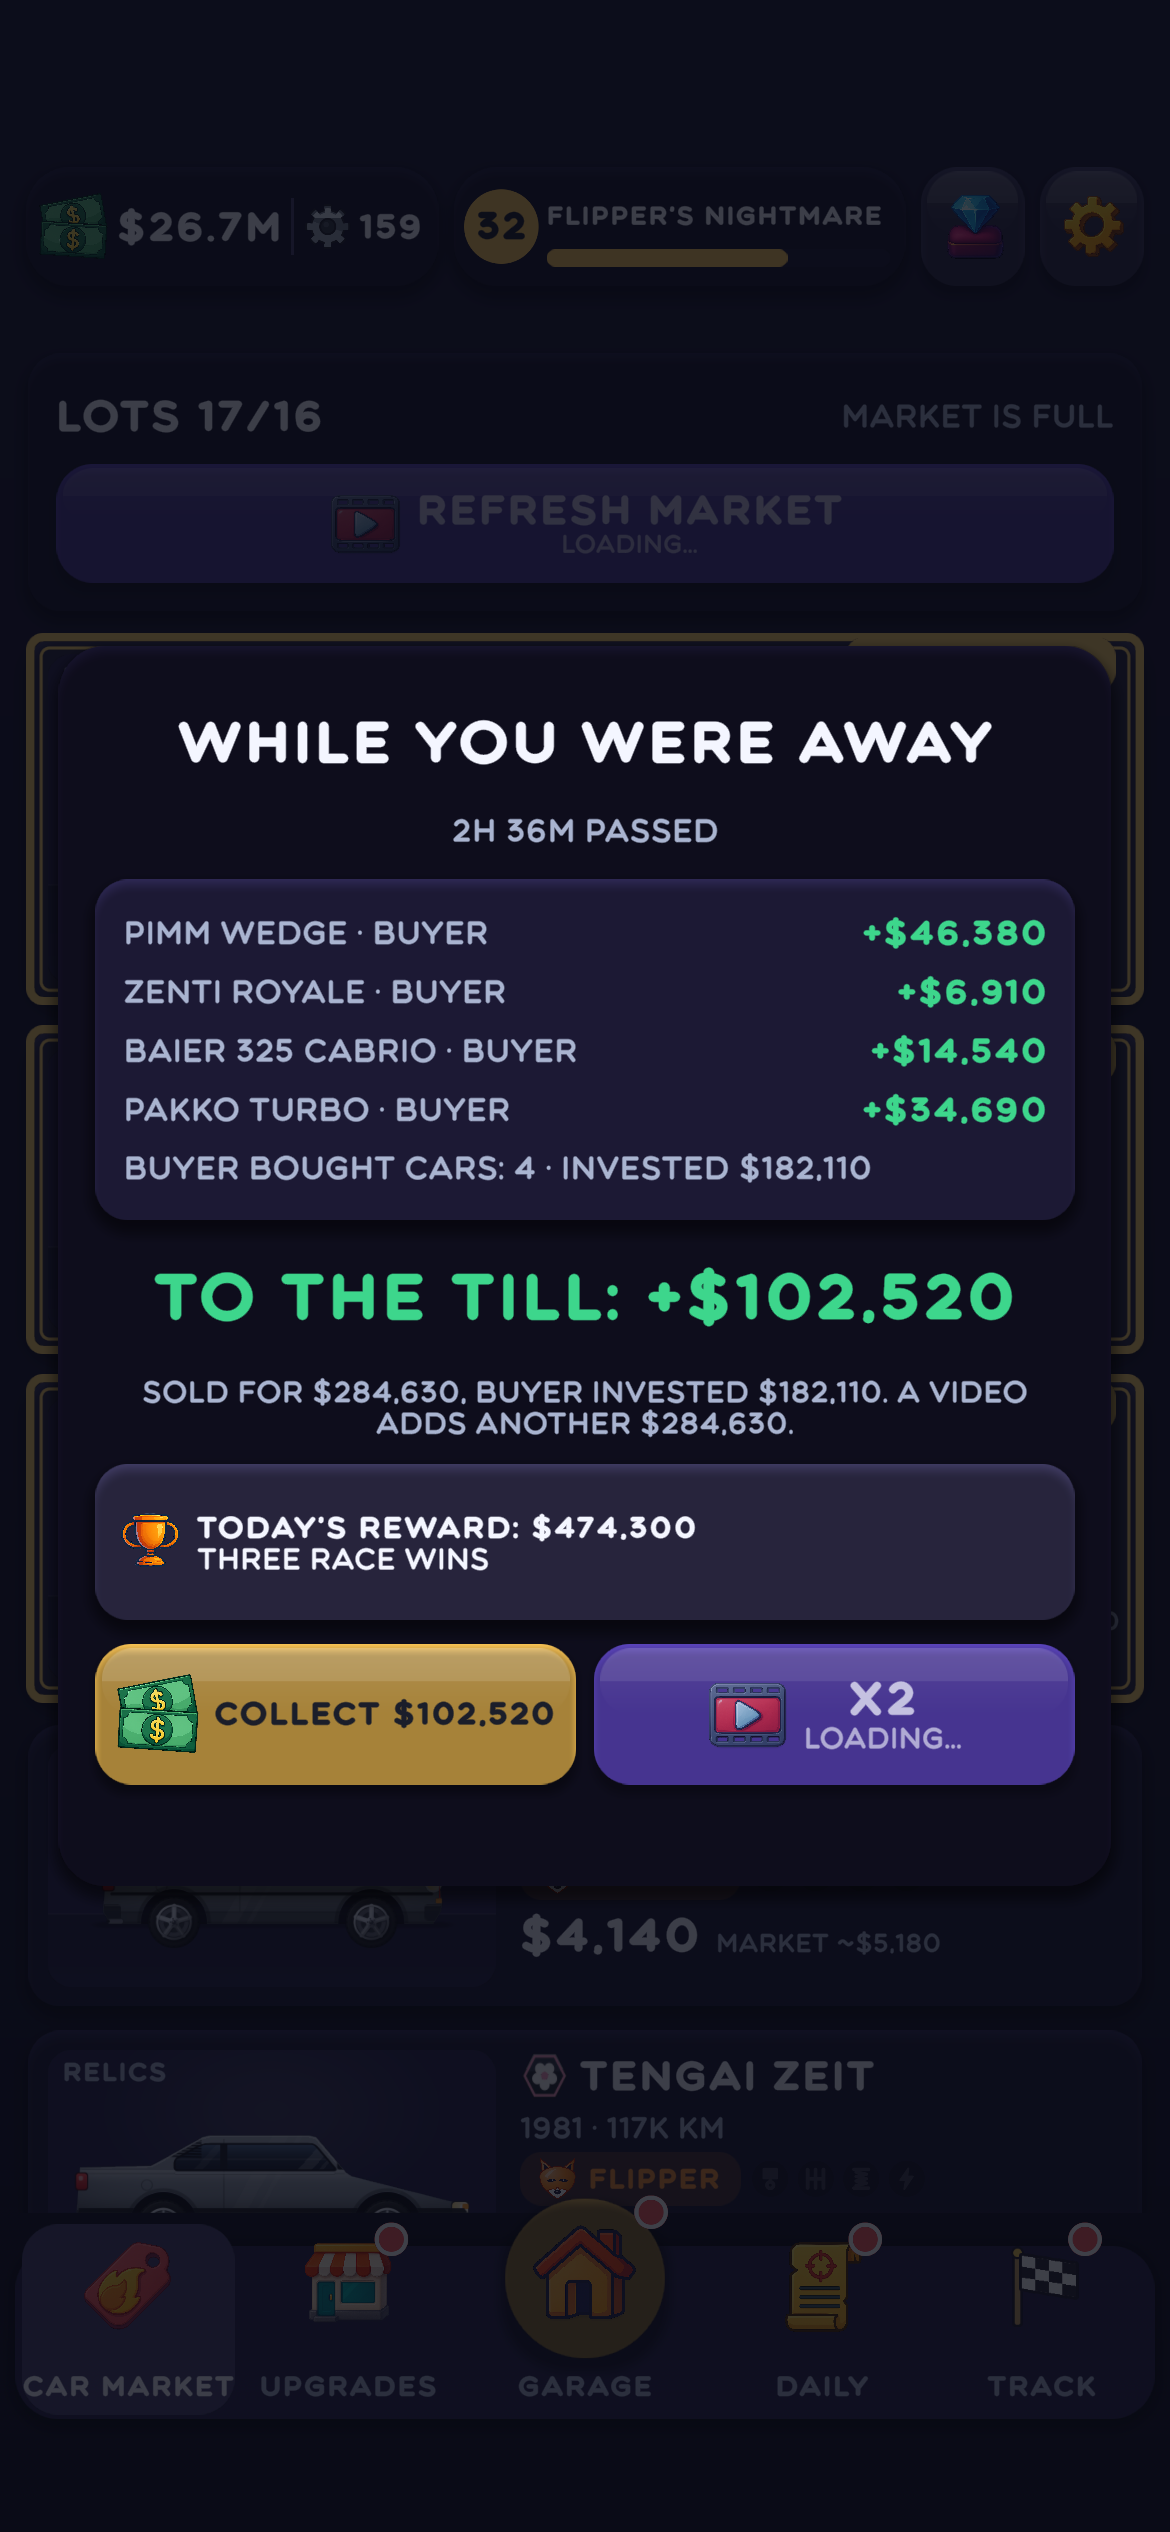 $26.7M
159
32
FLIPPER'S NIGHTMARE
LOTS 17/16
MARKET IS FULL
REFRESH MARKET
LOADING...
WHILE YOU WERE AWAY
2H 36M PASSED
PIMM WEDGE · BUYER +$46,380
ZENTI ROYALE · BUYER +$6,910
BAIER 325 CABRIO · BUYER +$14,540
PAKKO TURBO · BUYER +$34,690
BUYER BOUGHT CARS: 4 · INVESTED $182,110
TO THE TILL: +$102,520
SOLD FOR $284,630, BUYER INVESTED $182,110. A VIDEO
ADDS ANOTHER $284,630.
TODAY'S REWARD: $474,300
THREE RACE WINS
COLLECT $102,520
X2
LOADING...
$4,140 MARKET ~$5,180
RELICS
TENGAI ZEIT
1981 · 117K KM
FLIPPER
CAR MARKET
UPGRADES
GARAGE
DAILY
TRACK